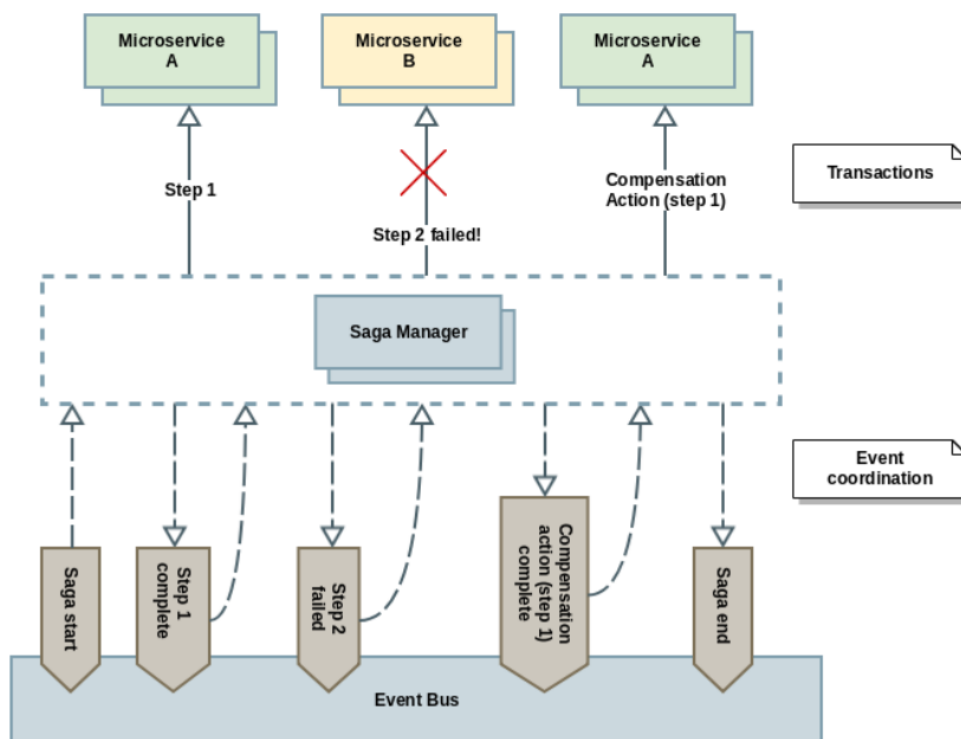 Microservice
A
Microservice
B
Microservice
A
Step 1
Step 2 failed!
Compensation
Action (step 1)
Transactions
Saga Manager
Event
coordination
Saga start
Step 1
complete
Step 2
failed
Compensation
action (step 1)
complete
Saga end
Event Bus